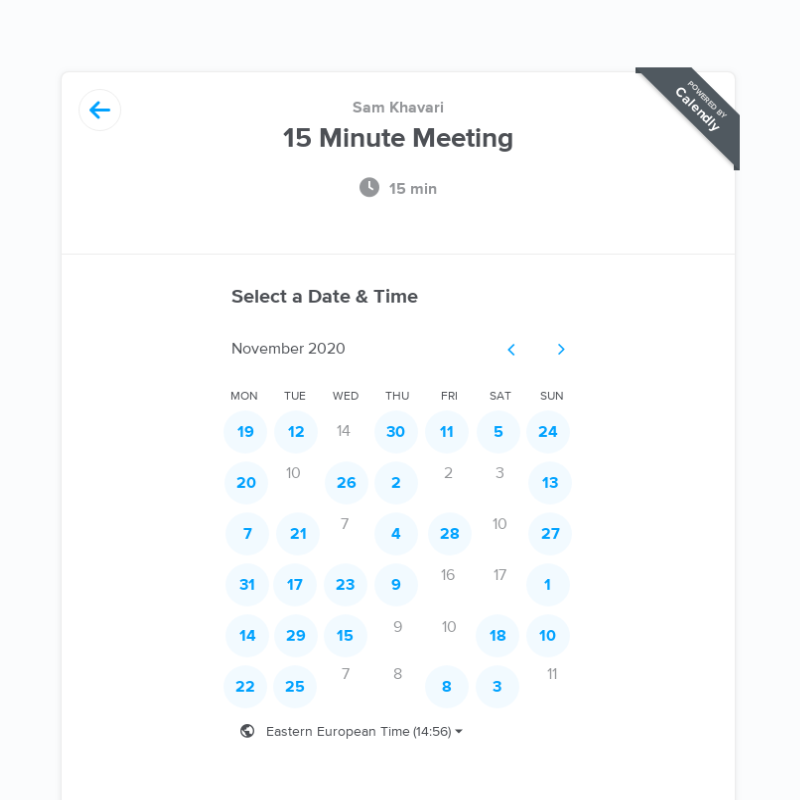 Sam Khavari
15 Minute Meeting
15 min
POWERED BY
Calendly
Select a Date & Time
November 2020
MON TUE WED THU FRI SAT SUN
19 12 14 30 11 5 24
20 10 26 2 2 3 13
7 21 7 4 28 10 27
31 17 23 9 16 17 1
14 29 15 9 10 18 10
22 25 7 8 8 3 11
Eastern European Time (14:56)